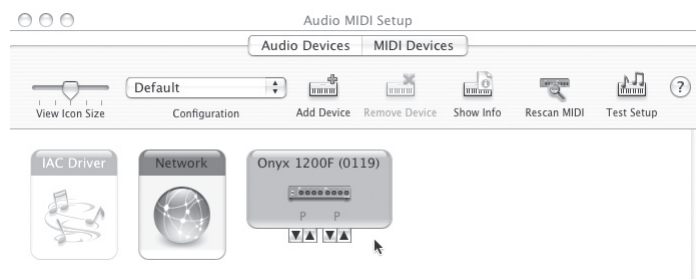 Audio MIDI Setup
Audio Devices MIDI Devices
Default
View Icon Size Configuration Add Device Remove Device Show Info Rescan MIDI Test Setup ?
IAC Driver Network Onyx 1200F (0119)
P P